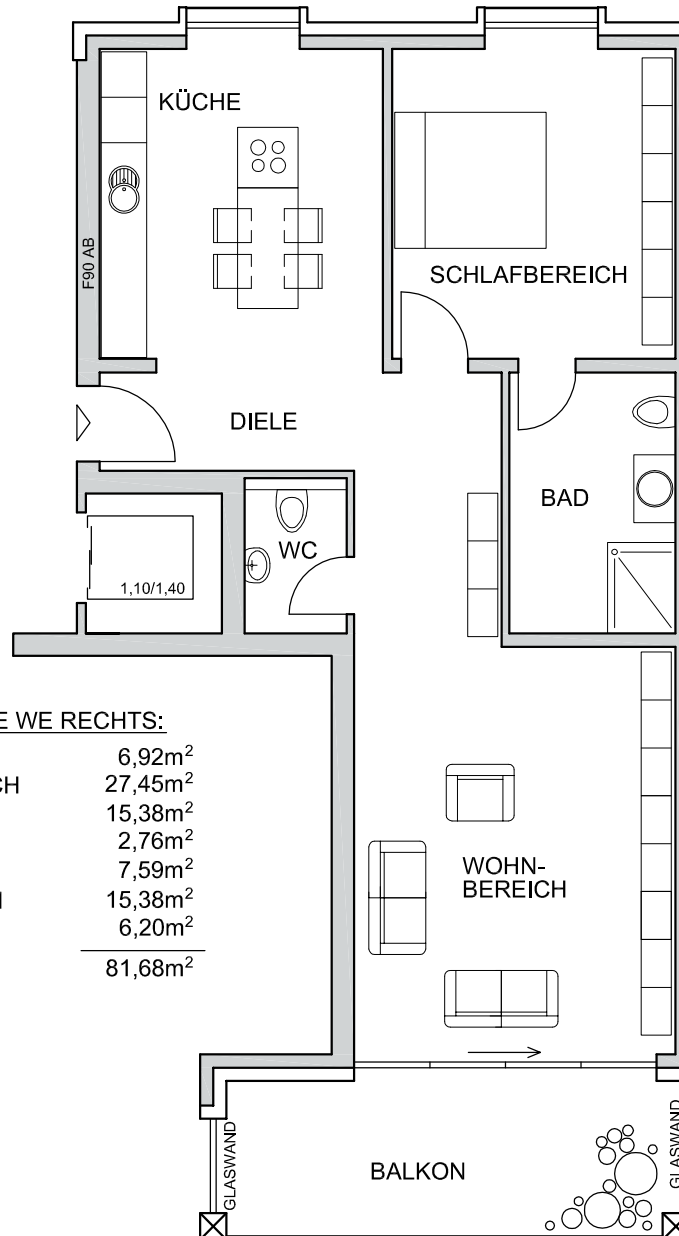 KÜCHE
F90 AB
SCHLAFBEREICH
DIELE
BAD
WC
1,10/1,40
WE RECHTS:
6,92m²
27,45m²
15,38m²
2,76m²
7,59m²
15,38m²
6,20m²
81,68m²
WOHN-
BEREICH
GLASWAND
BALKON
GLASWAND